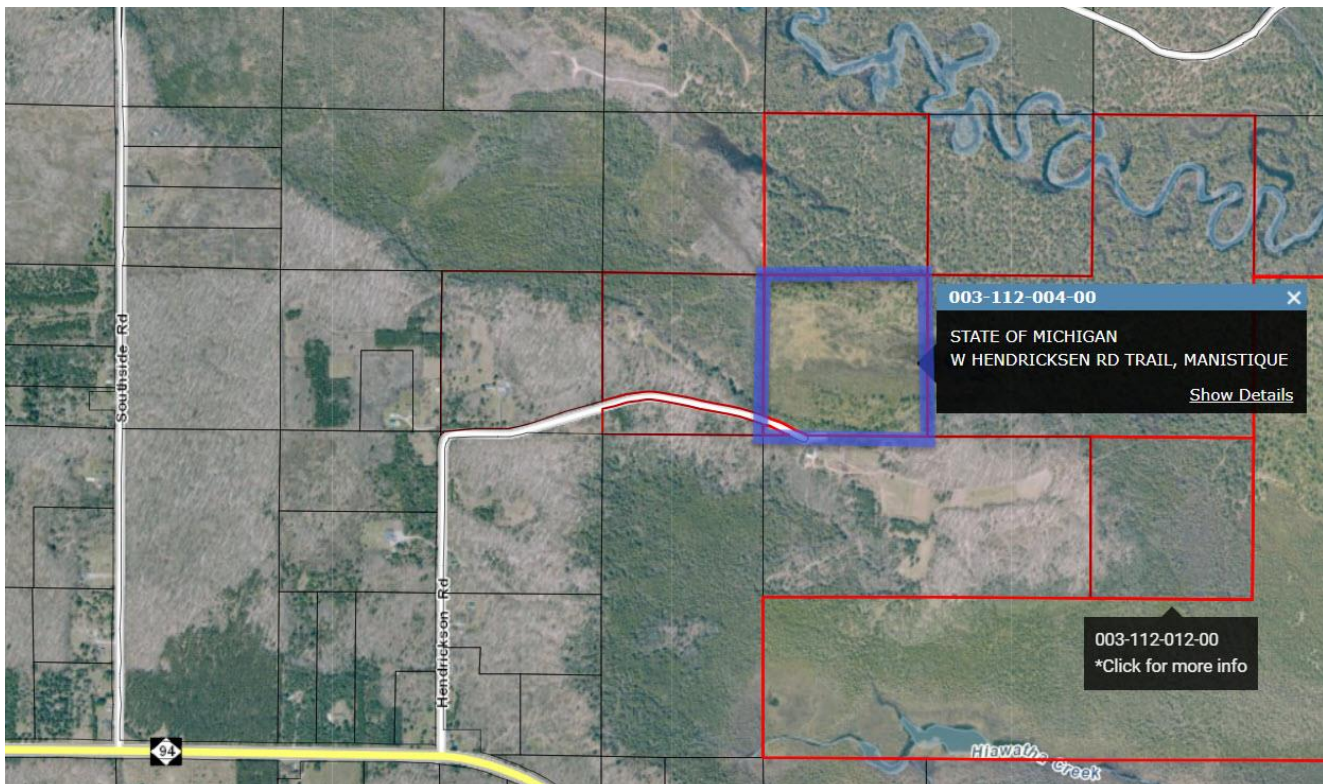 Southside Rd
Hendrickson Rd
94
003-112-004-00
STATE OF MICHIGAN
W HENDRICKSEN RD TRAIL, MANISTIQUE
Show Details
003-112-012-00
*Click for more info
Hiawatha Creek